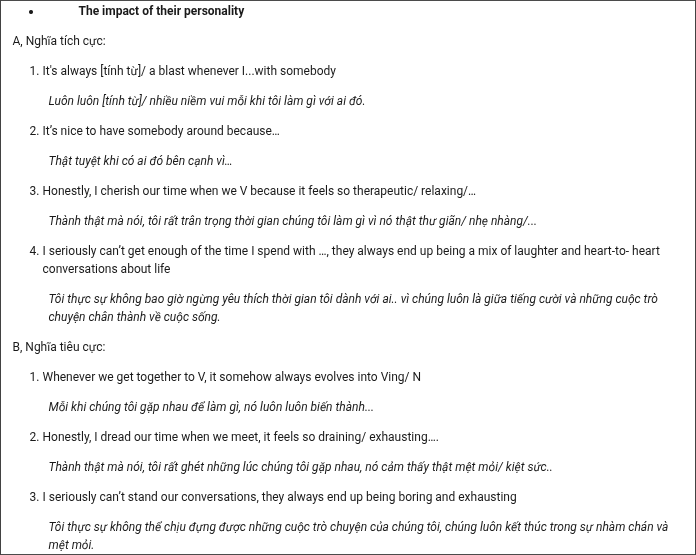 • The impact of their personality
A, Nghĩa tích cực:
1. It's always [tính từ]/ a blast whenever I...with somebody
Luôn luôn [tính từ]/ nhiều niềm vui mỗi khi tôi làm gì với ai đó.
2. It’s nice to have somebody around because…
Thật tuyệt khi có ai đó bên cạnh vì…
3. Honestly, I cherish our time when we V because it feels so therapeutic/ relaxing/…
Thành thật mà nói, tôi rất trân trọng thời gian chúng tôi làm gì vì nó thật thư giãn/ nhẹ nhàng/...
4. I seriously can’t get enough of the time I spend with …, they always end up being a mix of laughter and heart-to- heart
conversations about life
Tôi thực sự không bao giờ ngừng yêu thích thời gian tôi dành với ai.. vì chúng luôn là giữa tiếng cười và những cuộc trò
chuyện chân thành về cuộc sống.
B, Nghĩa tiêu cực:
1. Whenever we get together to V, it somehow always evolves into Ving/ N
Mỗi khi chúng tôi gặp nhau để làm gì, nó luôn luôn biến thành...
2. Honestly, I dread our time when we meet, it feels so draining/ exhausting….
Thành thật mà nói, tôi rất ghét những lúc chúng tôi gặp nhau, nó cảm thấy thật mệt mỏi/ kiệt sức..
3. I seriously can’t stand our conversations, they always end up being boring and exhausting
Tôi thực sự không thể chịu đựng được những cuộc trò chuyện của chúng tôi, chúng luôn kết thúc trong sự nhàm chán và
mệt mỏi.